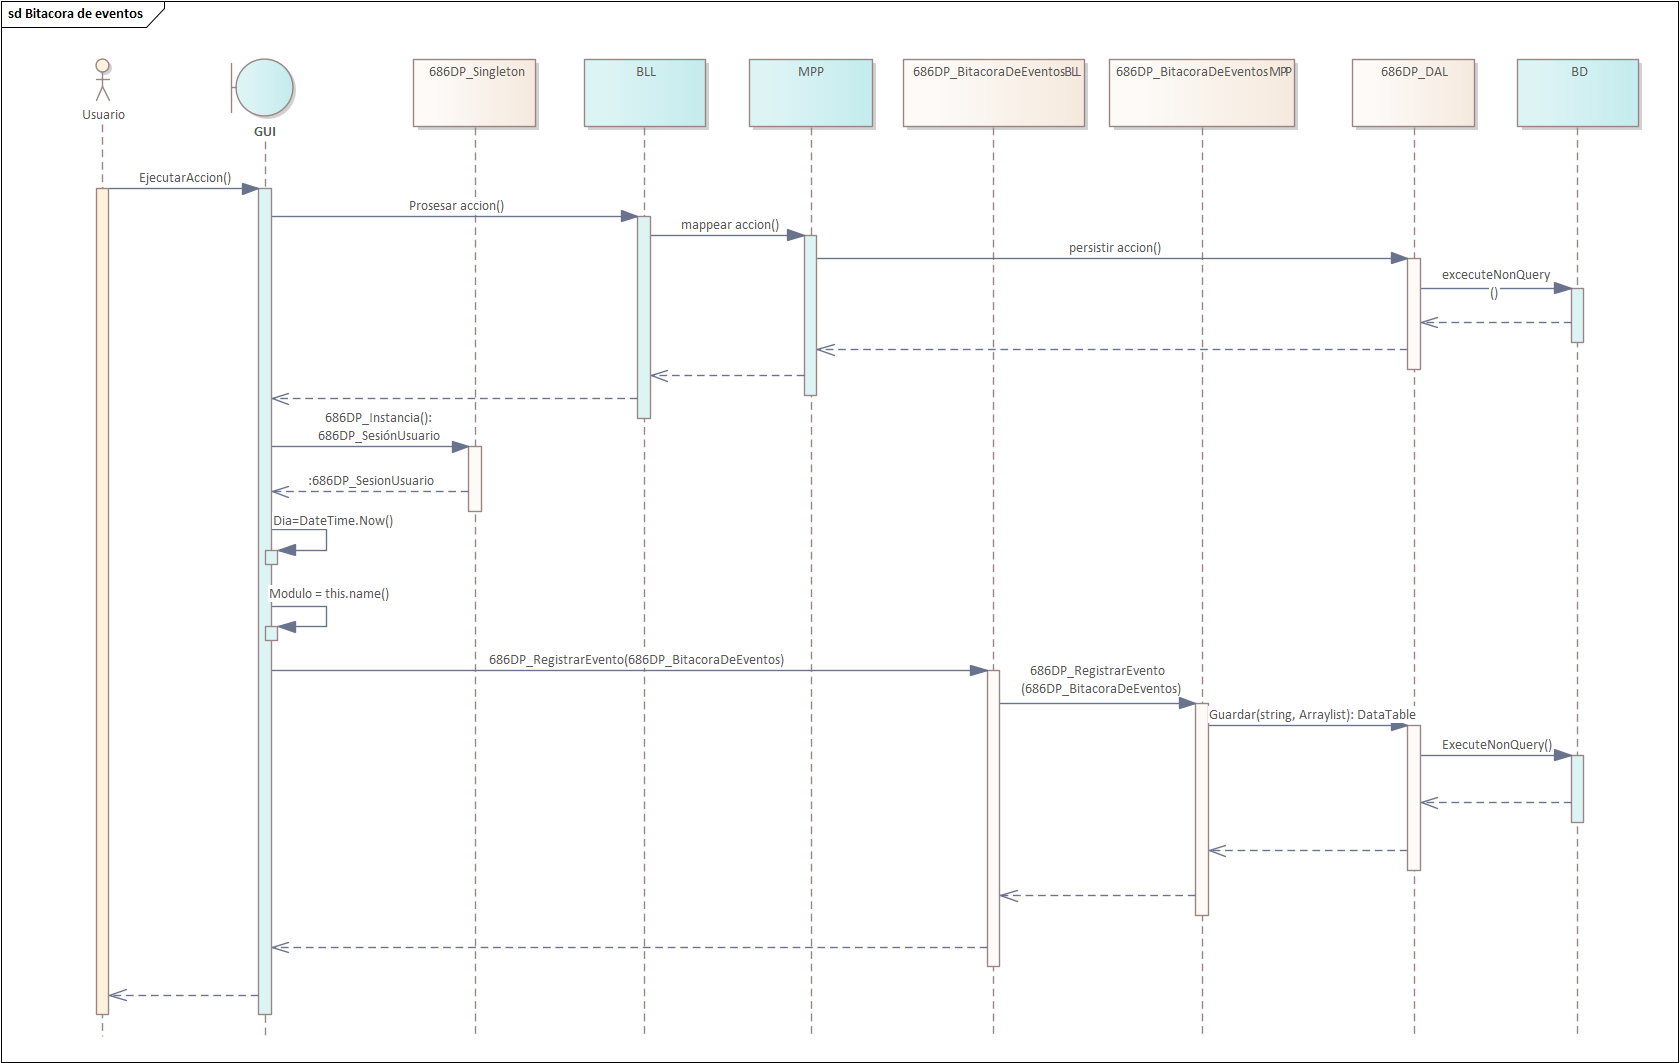 sd Bitacora de eventos
Usuario
GUI
686DP_Singleton
BLL
MPP
686DP_BitacoraDeEventosBLL
686DP_BitacoraDeEventosMPP
686DP_DAL
BD
EjecutarAccion()
Prosesar accion()
mappear accion()
persistir accion()
excecuteNonQuery
()
686DP_Instancia():
686DP_SesiónUsuario
:686DP_SesionUsuario
Dia=DateTime.Now()
Modulo = this.name()
686DP_RegistrarEvento(686DP_BitacoraDeEventos)
686DP_RegistrarEvento
(686DP_BitacoraDeEventos)
Guardar(string, Arraylist): DataTable
ExecuteNonQuery()